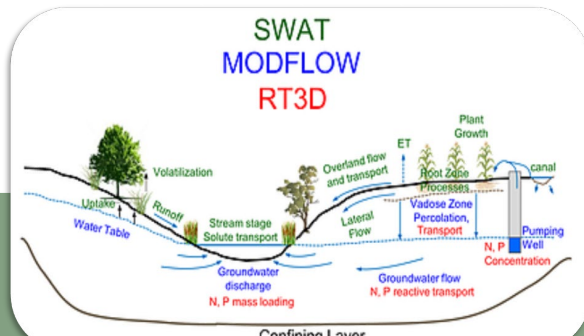 SWAT
MODFLOW
RT3D
Plant
Growth
ET
canal
Overland flow
and transport
Root Zone
Processes
Volatilization
Uptake
Runoff
Water Table
Stream stage
Solute transport
Lateral
Flow
Vadose Zone
Percolation,
Transport
Pumping
Well
N, P
Concentration
Groundwater
discharge
N, P mass loading
Groundwater flow
N, P reactive transport
Confining Layer